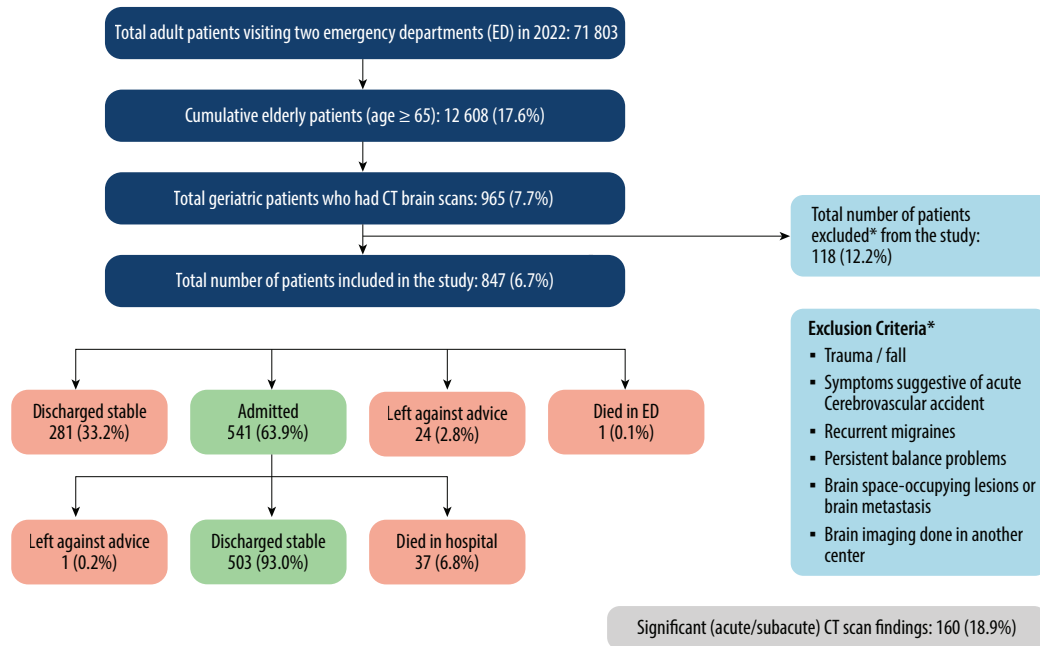 Total adult patients visiting two emergency departments (ED) in 2022: 71 803
Cumulative elderly patients (age ≥ 65): 12 608 (17.6%)
Total geriatric patients who had CT brain scans: 965 (7.7%)
Total number of patients
excluded* from the study:
118 (12.2%)
Total number of patients included in the study: 847 (6.7%)
Exclusion Criteria*
▪ Trauma / fall
▪ Symptoms suggestive of acute
Cerebrovascular accident
▪ Recurrent migraines
▪ Persistent balance problems
▪ Brain space-occupying lesions or
brain metastasis
▪ Brain imaging done in another
center
Discharged stable
281 (33.2%)
Admitted
541 (63.9%)
Left against advice
24 (2.8%)
Died in ED
1 (0.1%)
Left against advice
1 (0.2%)
Discharged stable
503 (93.0%)
Died in hospital
37 (6.8%)
Significant (acute/subacute) CT scan findings: 160 (18.9%)